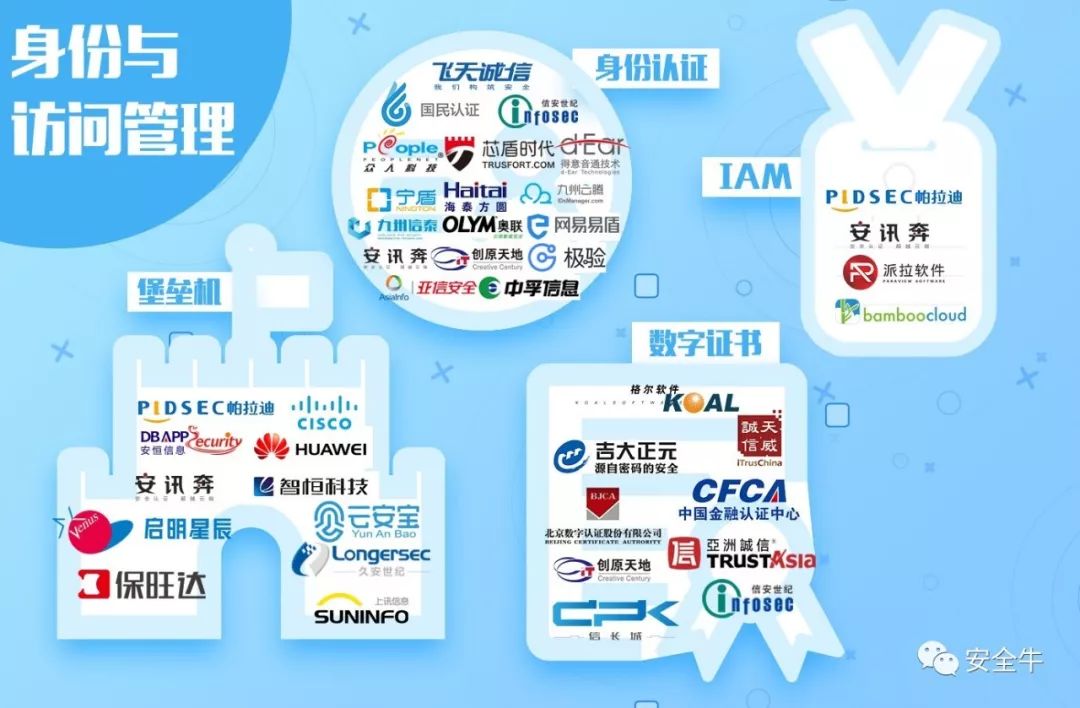 身份与
访问管理
身份认证
飞天诚信
我们构筑安全
国民认证
信安世纪
infosec
People
PEOPLENET
众人科技
芯盾时代
TRUSFORT.COM
d-Ear
得意音通技术
d-Ear Technologies
宁盾
NINGTON
Haitai
海泰方圆
九州云腾
iDsManager.com
九州信泰
OLYM奥联
网易易盾
安讯奔
创原天地
Creative Century
极验
AsiaInfo
亚信安全
中孚信息
IAM
PLDSEC帕拉迪
安讯奔
派拉软件
PARAVIEW SOFTWARE
bamboocloud
堡垒机
PLDSEC帕拉迪
CISCO
DBAPP Security
安恒信息
HUAWEI
安讯奔
智恒科技
Venus
启明星辰
云安宝
Yun An Bao
Longersec
久安世纪
保旺达
上讯信息
SUNINFO
数字证书
格尔软件
KOALSOFTWARE
KOAL
吉大正元
源自密码的安全
誠天
信威
iTrusChina
BJCA
北京数字认证股份有限公司
BEIJING CERTIFICATE AUTHORITY
CFCA
中国金融认证中心
创原天地
Creative Century
信
亞洲誠信®
TRUSTAsia
CPK
信长城
信安世纪
infosec
安全牛